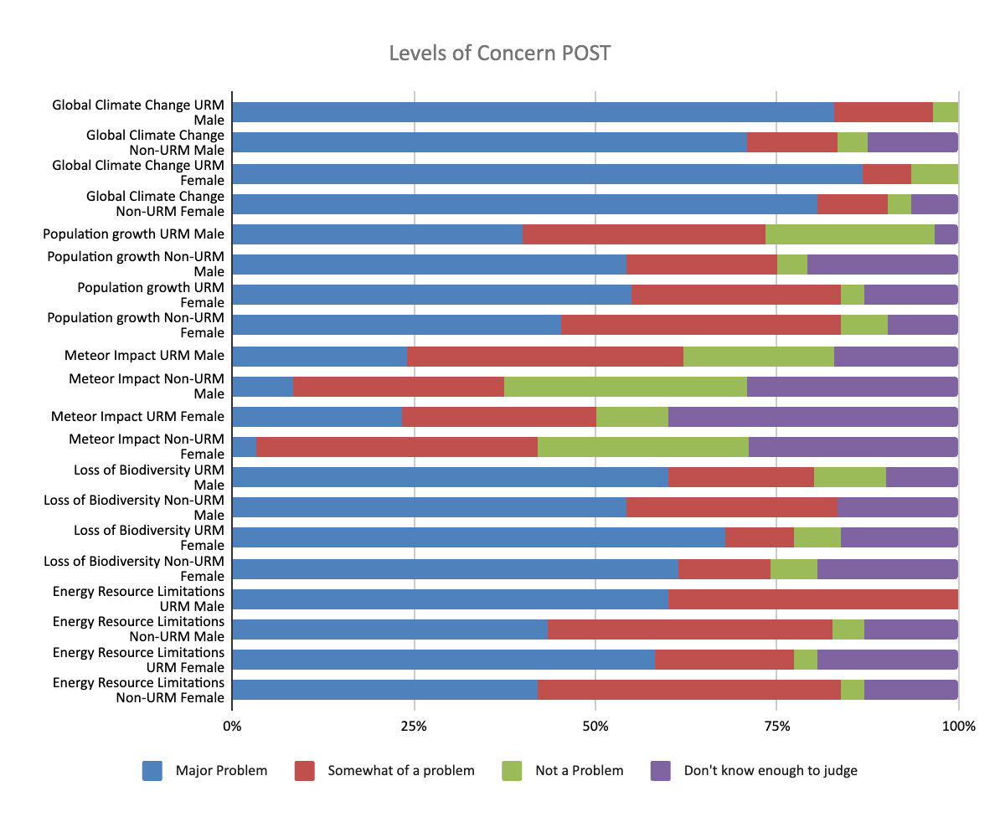 Levels of Concern POST
Global Climate Change URM
Male
Global Climate Change
Non-URM Male
Global Climate Change URM
Female
Global Climate Change
Non-URM Female
Population growth URM Male
Population growth Non-URM
Male
Population growth URM
Female
Population growth Non-URM
Female
Meteor Impact URM Male
Meteor Impact Non-URM
Male
Meteor Impact URM Female
Meteor Impact Non-URM
Female
Loss of Biodiversity URM
Male
Loss of Biodiversity Non-URM
Male
Loss of Biodiversity URM
Female
Loss of Biodiversity Non-URM
Female
Energy Resource Limitations
URM Male
Energy Resource Limitations
Non-URM Male
Energy Resource Limitations
URM Female
Energy Resource Limitations
Non-URM Female
0% 25% 50% 75% 100%
Major Problem Somewhat of a problem Not a Problem Don't know enough to judge